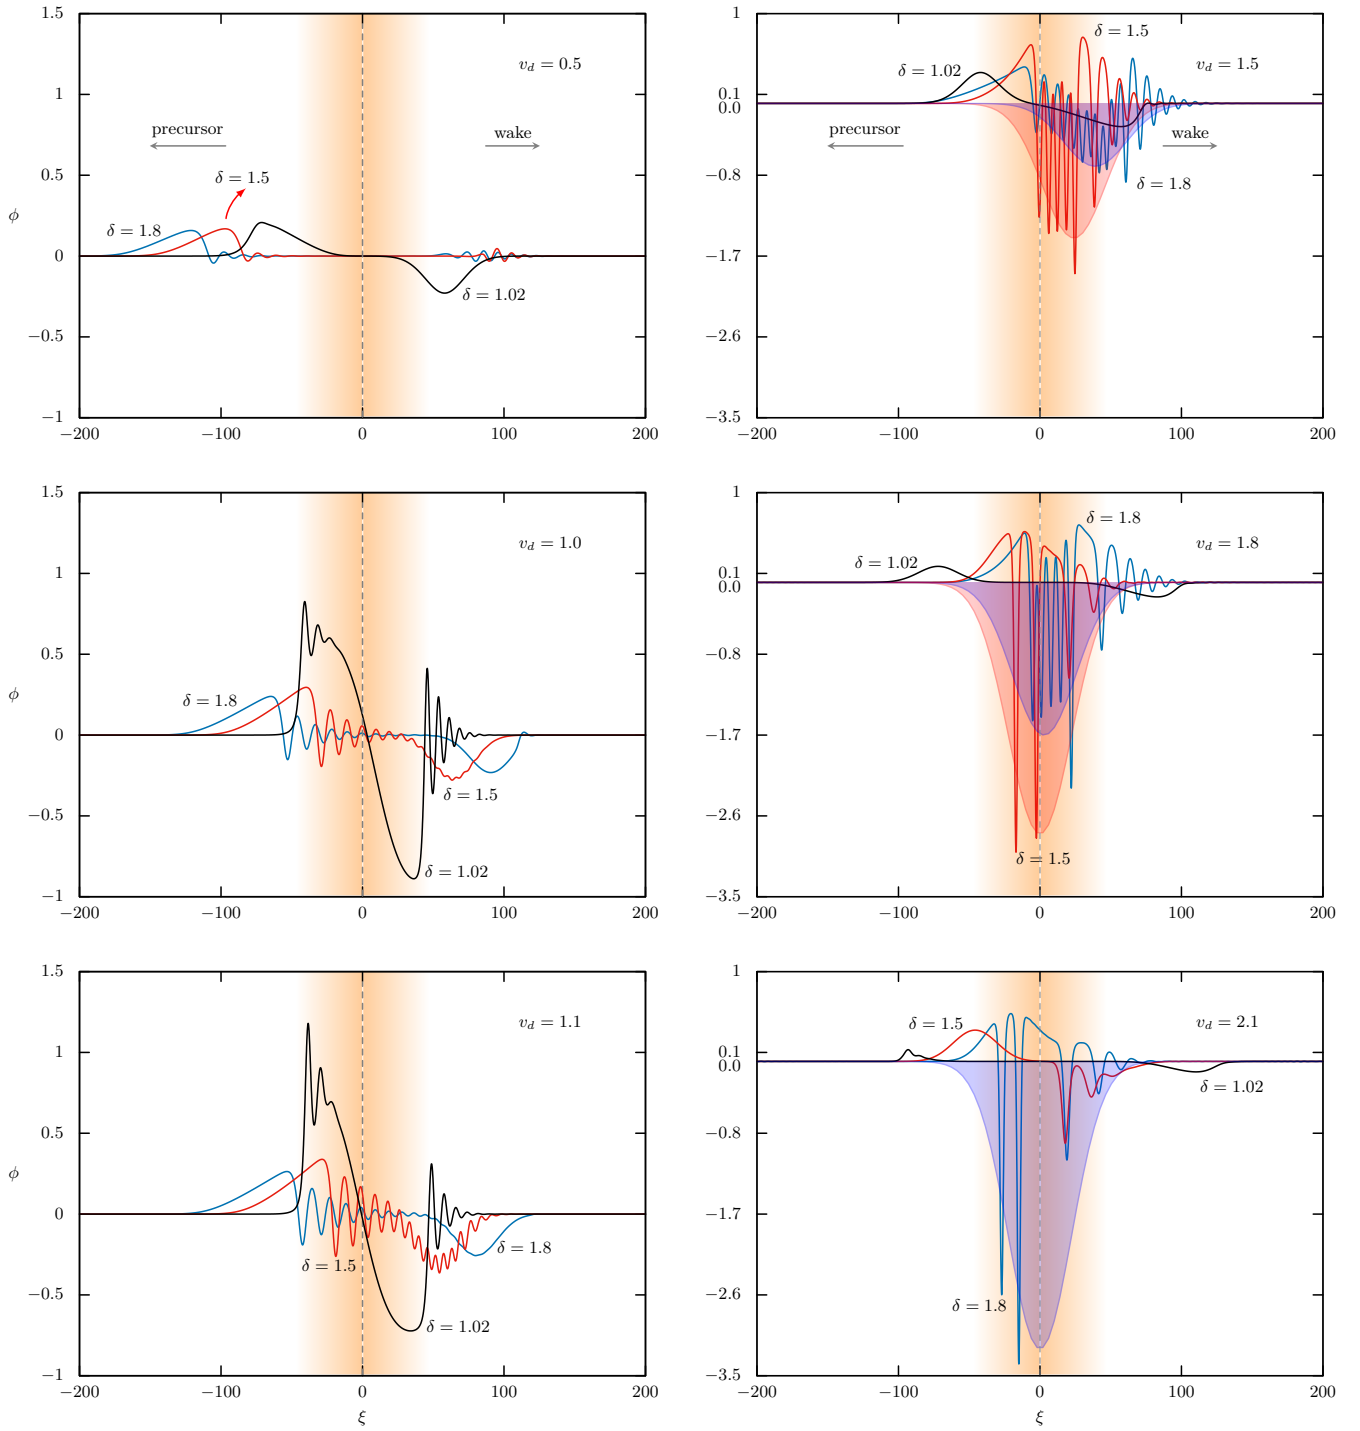 1.5
1
0.5
0
−0.5
−1
ϕ
v_d = 0.5
precursor
wake
δ = 1.5
δ = 1.8
δ = 1.02
−200
−100
0
100
200
1
0.1
0.0
−0.8
−1.7
−2.6
−3.5
v_d = 1.5
δ = 1.5
δ = 1.02
precursor
wake
δ = 1.8
−200
−100
0
100
200
1.5
1
0.5
0
−0.5
−1
ϕ
v_d = 1.0
δ = 1.8
δ = 1.5
δ = 1.02
−200
−100
0
100
200
1
0.1
0.0
−0.8
−1.7
−2.6
−3.5
δ = 1.8
v_d = 1.8
δ = 1.02
δ = 1.5
−200
−100
0
100
200
1.5
1
0.5
0
−0.5
−1
ϕ
v_d = 1.1
δ = 1.8
δ = 1.5
δ = 1.02
−200
−100
0
100
200
ξ
1
0.1
0.0
−0.8
−1.7
−2.6
−3.5
δ = 1.5
v_d = 2.1
δ = 1.02
δ = 1.8
−200
−100
0
100
200
ξ